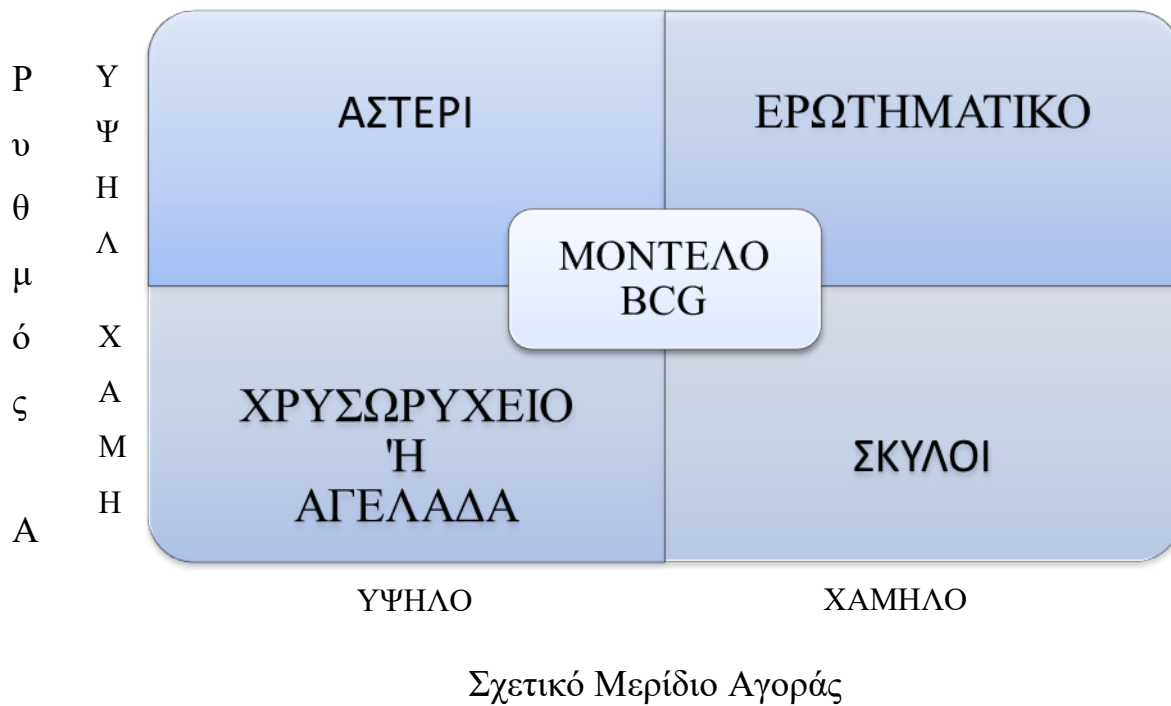 Ρυθμός Α
ΥΨΗΛ
ΧΑΜΗ
ΑΣΤΕΡΙ
ΕΡΩΤΗΜΑΤΙΚΟ
ΜΟΝΤΕΛΟ
BCG
ΧΡΥΣΩΡΥΧΕΙΟ
Ή
ΑΓΕΛΑΔΑ
ΣΚΥΛΟΙ
ΥΨΗΛΟ
ΧΑΜΗΛΟ
Σχετικό Μερίδιο Αγοράς